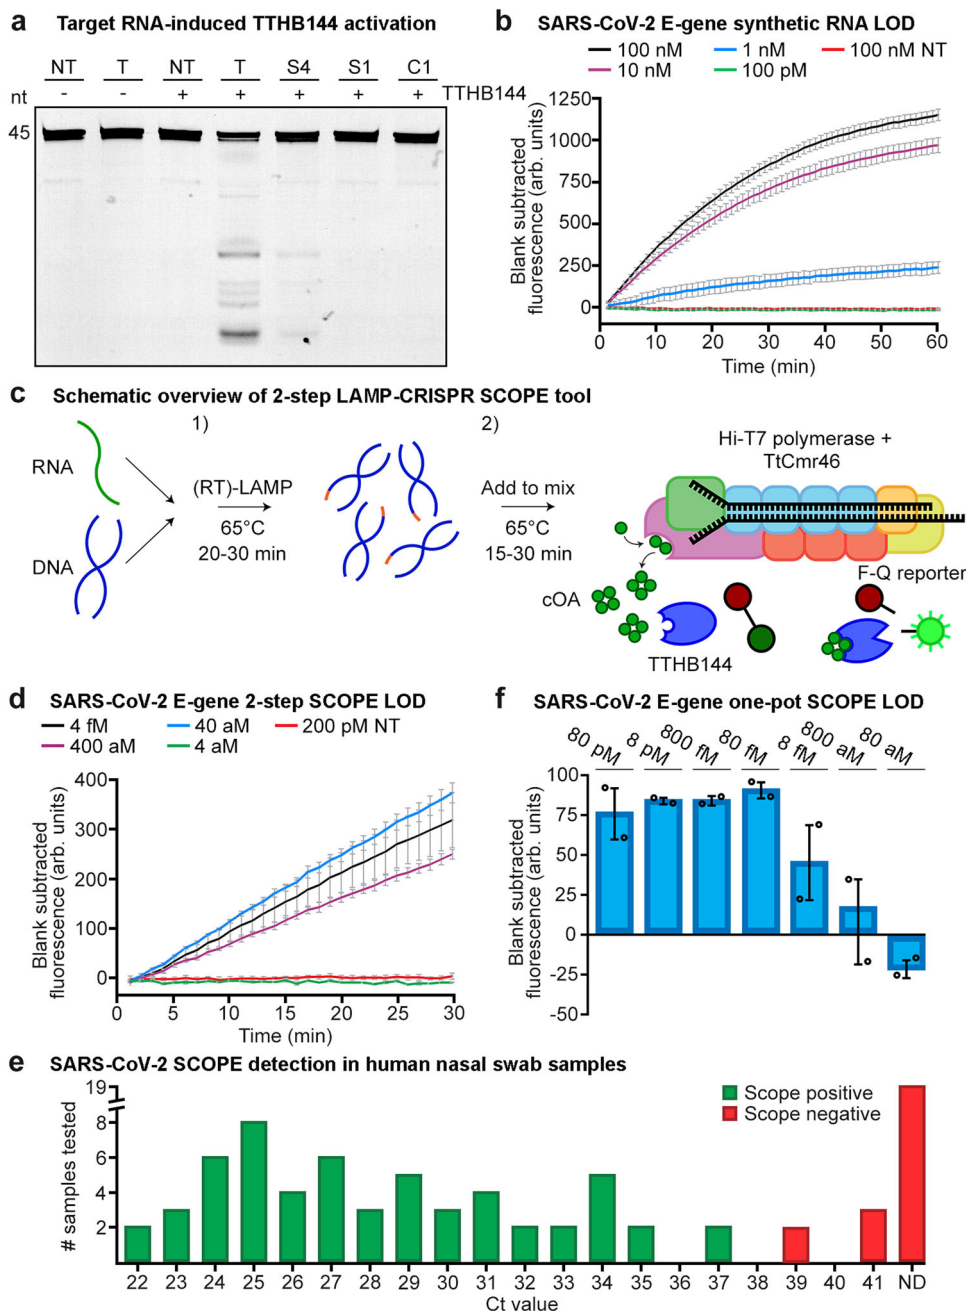 a Target RNA-induced TTHB144 activation
NT T NT T S4 S1 C1
nt - - + + + + + TTHB144
45
b SARS-CoV-2 E-gene synthetic RNA LOD
100 nM 1 nM 100 nM NT
10 nM 100 pM
Blank subtracted
fluorescence (arb. units)
1250
1000
750
500
250
0
0 10 20 30 40 50 60
Time (min)
c Schematic overview of 2-step LAMP-CRISPR SCOPE tool
1) 2)
RNA
DNA
(RT)-LAMP
65°C
20-30 min
Add to mix
65°C
15-30 min
Hi-T7 polymerase +
TtCmr46
cOA
TTHB144
F-Q reporter
d SARS-CoV-2 E-gene 2-step SCOPE LOD
4 fM 40 aM 200 pM NT
400 aM 4 aM
Blank subtracted
fluorescence (arb. units)
400
300
200
100
0
0 5 10 15 20 25 30
Time (min)
f SARS-CoV-2 E-gene one-pot SCOPE LOD
80 pM 8 pM 800 fM 80 fM 8 fM 800 aM 80 aM
Blank subtracted
fluorescence (arb. units)
100
75
50
25
0
-25
-50
e SARS-CoV-2 SCOPE detection in human nasal swab samples
Scope positive
Scope negative
# samples tested
19
8
6
4
2
22 23 24 25 26 27 28 29 30 31 32 33 34 35 36 37 38 39 40 41 ND
Ct value